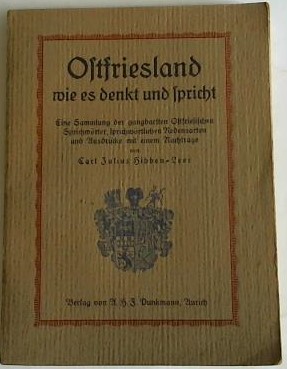 Ostfriesland
wie es denkt und spricht
Eine Sammlung der gangbarsten Ostfriesischen
Sprichwörter, sprichwörtlichen Redensarten
und Ausdrücke mit einem Nachtrage
von
Carl Julius Hibben-Leer
Verlag von A. H. F. Dunkmann, Aurich